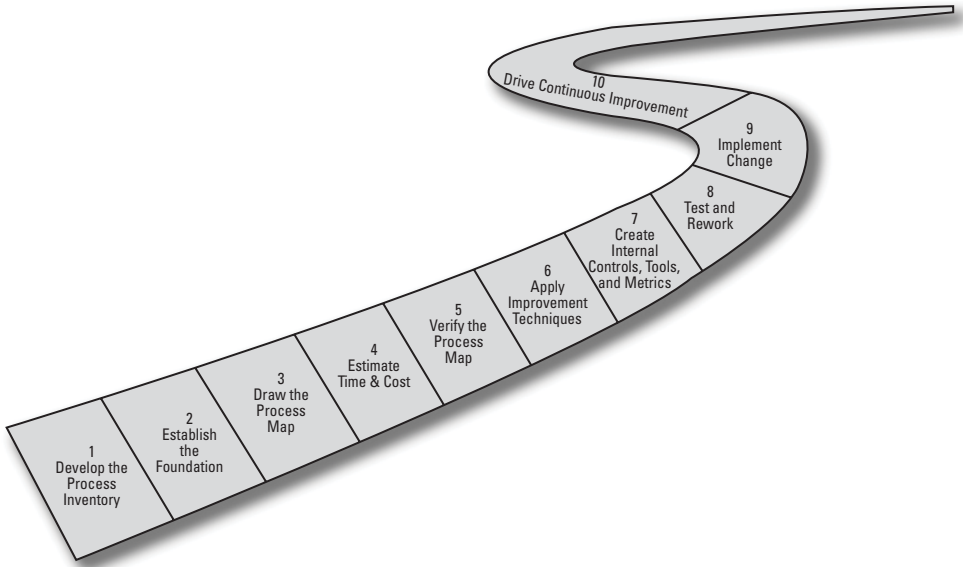 1
Develop the
Process
Inventory
2
Establish
the
Foundation
3
Draw the
Process
Map
4
Estimate
Time & Cost
5
Verify the
Process
Map
6
Apply
Improvement
Techniques
7
Create
Internal
Controls, Tools,
and Metrics
8
Test and
Rework
9
Implement
Change
10
Drive Continuous Improvement